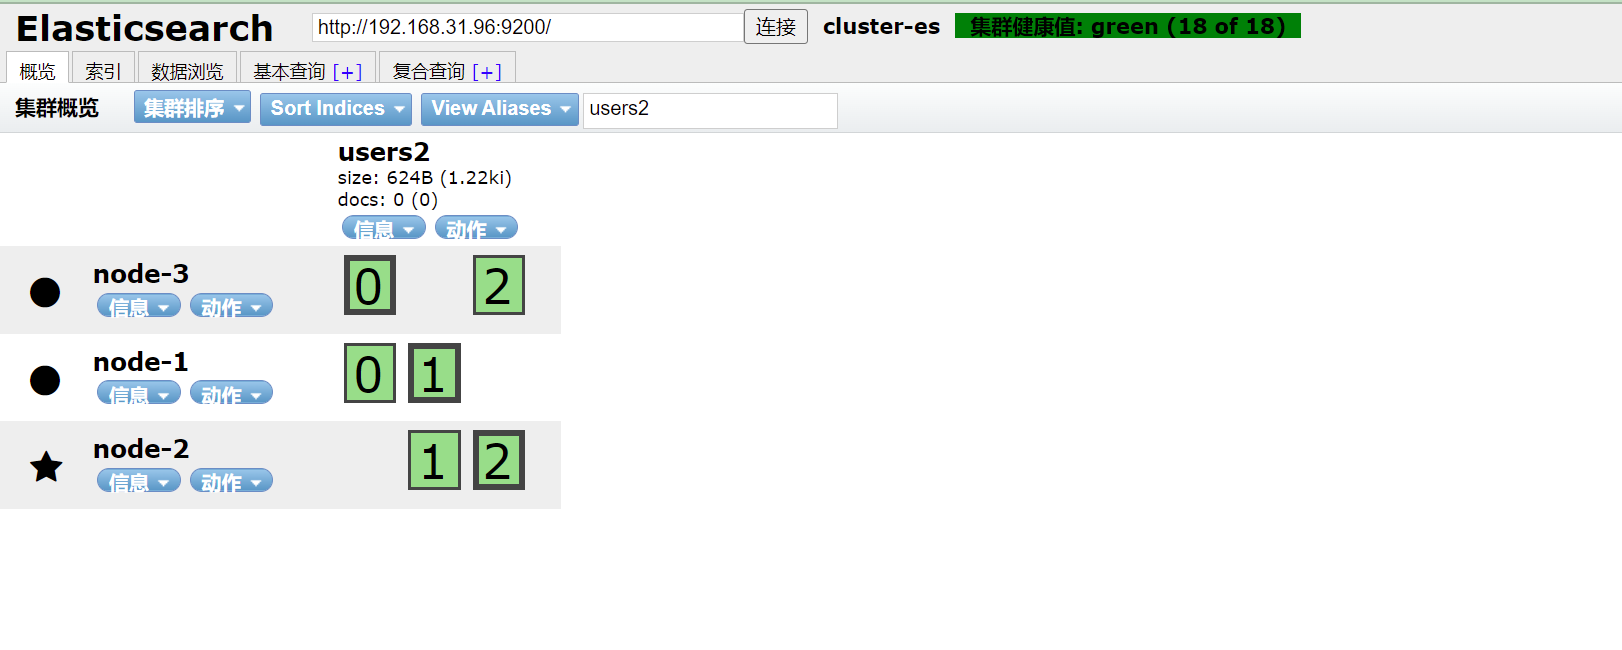 Elasticsearch http://192.168.31.96:9200/ 连接 cluster-es 集群健康值: green (18 of 18)
概览 索引 数据浏览 基本查询 [+] 复合查询 [+]
集群概览 集群排序 Sort Indices View Aliases users2
users2
size: 624B (1.22ki)
docs: 0 (0)
信息 动作
node-3 0 2
信息 动作
node-1 0 1
信息 动作
node-2 1 2
信息 动作